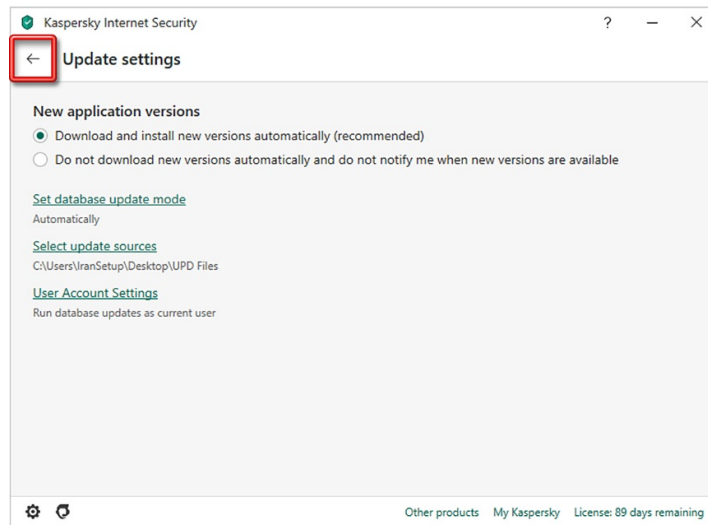 Kaspersky Internet Security
Update settings
New application versions
Download and install new versions automatically (recommended)
Do not download new versions automatically and do not notify me when new versions are available
Set database update mode
Automatically
Select update sources
C:\Users\IranSetup\Desktop\UPD Files
User Account Settings
Run database updates as current user
Other products My Kaspersky License: 89 days remaining